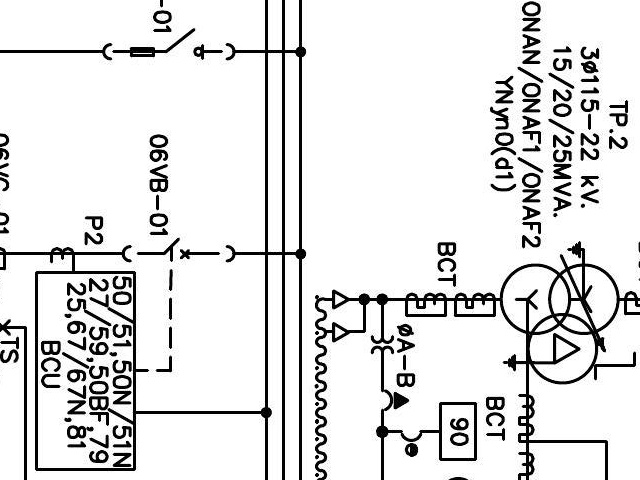 -01
TP.2
3ø115-22 kV.
15/20/25MVA.
ONAN/ONAF1/ONAF2
YNyn0(d1)
06VB-01
-01
P2
BCT
50/51,50N/51N
27/59,50BF,79
25,67/67N,81
BCU
øA-B
BCT
90
TS